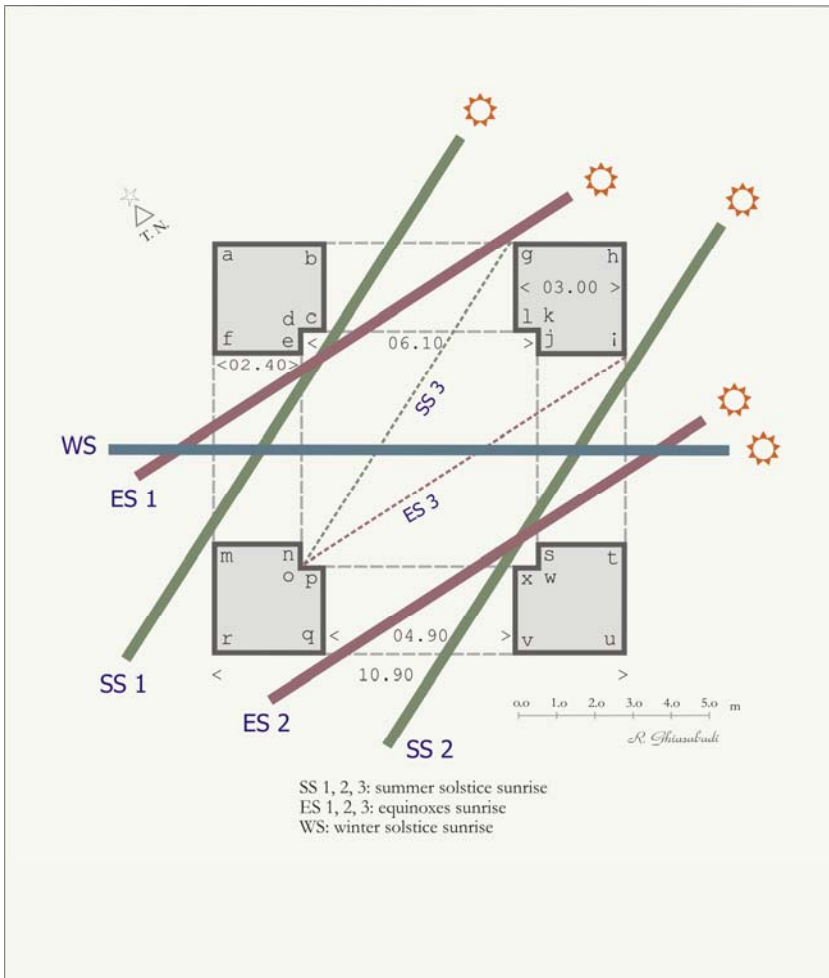 T. N.
a b
g h
< 03.00 >
d c
l k
f e
j i
< 06.10 >
<02.40>
SS 3
WS
ES 1
ES 3
m n
s t
o p
x w
r q
< 04.90 >
v u
< 10.90 >
SS 1
ES 2
SS 2
0.0 1.0 2.0 3.0 4.0 5.0 m
R. Ghiasabadi
SS 1, 2, 3: summer solstice sunrise
ES 1, 2, 3: equinoxes sunrise
WS: winter solstice sunrise